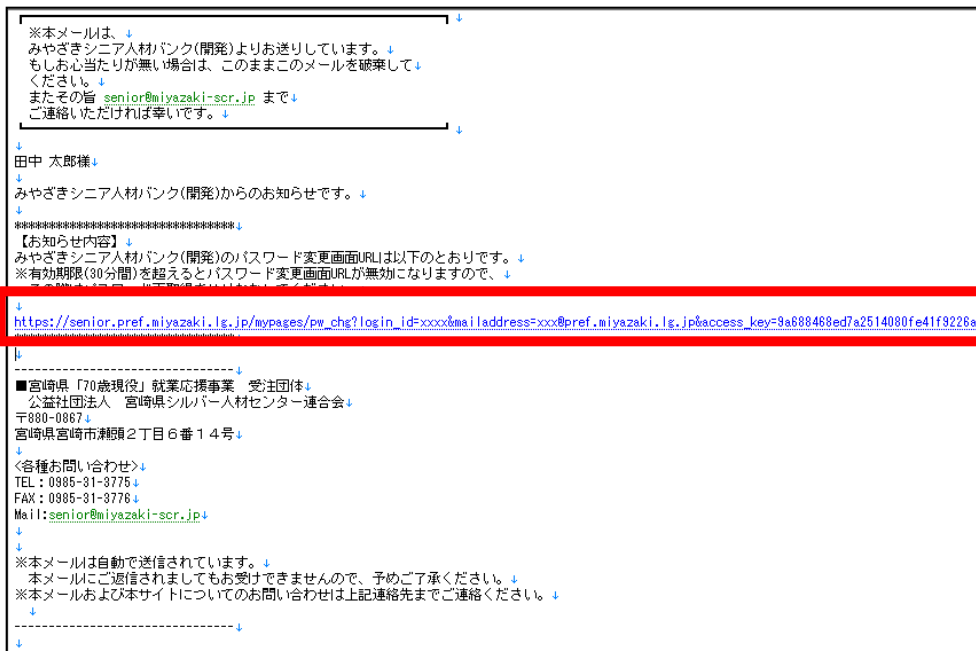 ※本メールは、
みやざきシニア人材バンク(開発)よりお送りしています。
もしお心当たりが無い場合は、このままこのメールを破棄して
ください。
またその旨 senior@miyazaki-scr.jp まで
ご連絡いただければ幸いです。
田中 太郎様
みやざきシニア人材バンク(開発)からのお知らせです。
*********************************
【お知らせ内容】
みやざきシニア人材バンク(開発)のパスワード変更画面URLは以下のとおりです。
※有効期限(30分間)を超えるとパスワード変更画面URLが無効になりますので、
https://senior.pref.miyazaki.lg.jp/mypages/pw_chg?login_id=xxxx&mailaddress=xxx@pref.miyazaki.lg.jp&access_key=9a688468ed7a2514080fe41f9226a
---------------------------------
■宮崎県「70歳現役」就業応援事業　受注団体
公益社団法人　宮崎県シルバー人材センター連合会
〒880-0867
宮崎県宮崎市瀬頭２丁目６番１４号
<各種お問い合わせ>
TEL：0985-31-3775
FAX：0985-31-3776
Mail:senior@miyazaki-scr.jp
※本メールは自動で送信されています。
本メールにご返信されましてもお受けできませんので、予めご了承ください。
※本メールおよび本サイトについてのお問い合わせは上記連絡先までご連絡ください。
---------------------------------